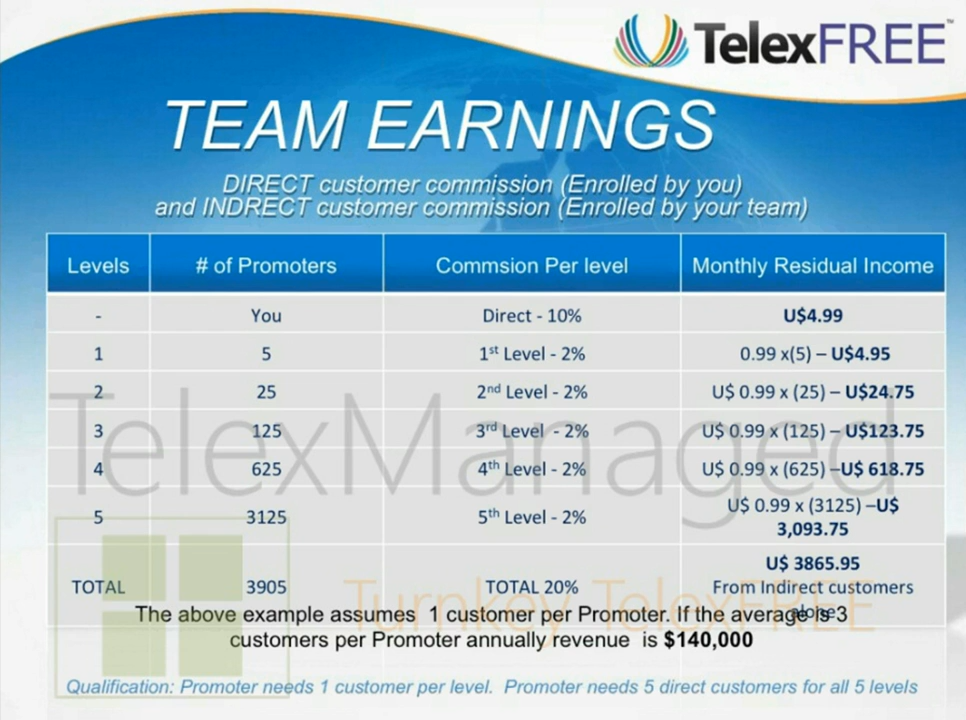 TelexFREE™
TEAM EARNINGS
DIRECT customer commission (Enrolled by you)
and INDRECT customer commission (Enrolled by your team)
Levels # of Promoters Commsion Per level Monthly Residual Income
- You Direct - 10% U$4.99
1 5 1st Level - 2% 0.99 x(5) – U$4.95
2 25 2nd Level - 2% U$ 0.99 x (25) – U$24.75
3 125 3rd Level - 2% U$ 0.99 x (125) – U$123.75
4 625 4th Level - 2% U$ 0.99 x (625) –U$ 618.75
5 3125 5th Level - 2% U$ 0.99 x (3125) –U$
3,093.75
U$ 3865.95
TOTAL 3905 TOTAL 20% From Indirect customers
alone
The above example assumes 1 customer per Promoter. If the average is 3
customers per Promoter annually revenue is $140,000
Qualification: Promoter needs 1 customer per level. Promoter needs 5 direct customers for all 5 levels
TelexManaged
Turnkey TelexFREE